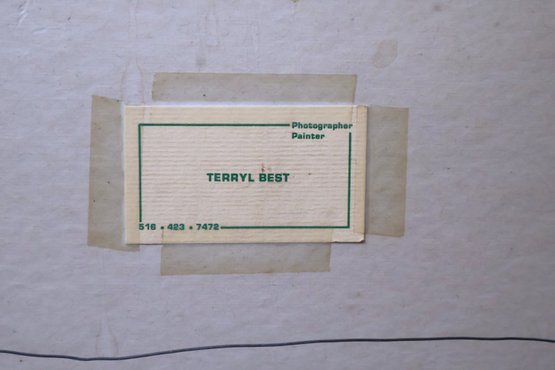 Photographer
Painter
TERRYL BEST
516 • 423 • 7472